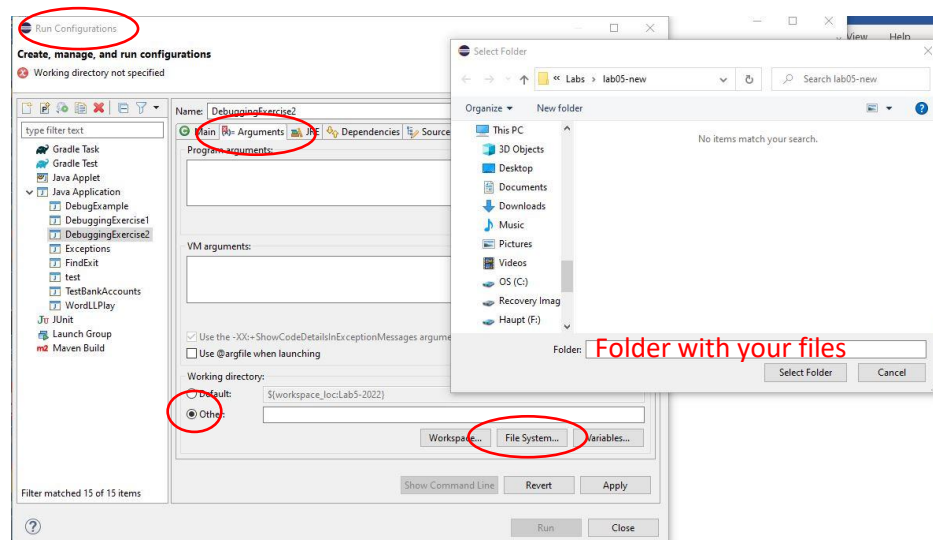 Run Configurations
Create, manage, and run configurations
Working directory not specified
type filter text
Gradle Task
Gradle Test
Java Applet
Java Application
DebugExample
DebuggingExercise1
DebuggingExercise2
Exceptions
FindExit
test
TestBankAccounts
WordLLPlay
JU JUnit
Launch Group
m2 Maven Build
Filter matched 15 of 15 items
Name: DebuggingExercise2
Main (x)= Arguments JRE Dependencies Source
Program arguments:
VM arguments:
Use the -XX:+ShowCodeDetailsInExceptionMessages argume
Use @argfile when launching
Working directory:
Default: ${workspace_loc:Lab5-2022}
Other:
Workspace... File System... Variables...
Show Command Line Revert Apply
Run Close
View Help
Select Folder
« Labs > lab05-new
Search lab05-new
Organize New folder
This PC
3D Objects
Desktop
Documents
Downloads
Music
Pictures
Videos
OS (C:)
Recovery Imag
Haupt (F:)
No items match your search.
Folder: Folder with your files
Select Folder Cancel